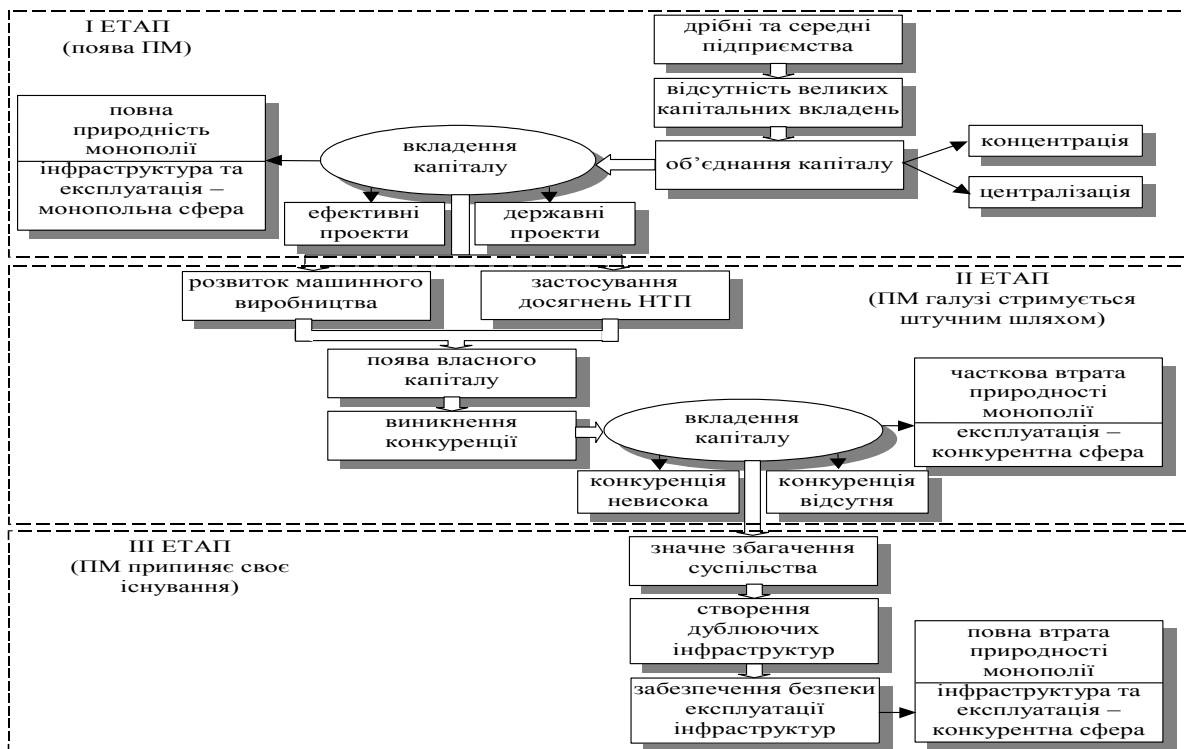 І ЕТАП
(поява ПМ)
дрібні та середні
підприємства
відсутність великих
капітальних вкладень
об’єднання капіталу
концентрація
централізація
вкладення
капіталу
повна
природність
монополії
інфраструктура та
експлуатація –
монопольна сфера
ефективні
проекти
державні
проекти
ІІ ЕТАП
(ПМ галузі стримується
штучним шляхом)
розвиток машинного
виробництва
застосування
досягнень НТП
поява власного
капіталу
виникнення
конкуренції
вкладення
капіталу
часткова втрата
природності
монополії
експлуатація –
конкурентна сфера
конкуренція
невисока
конкуренція
відсутня
ІІІ ЕТАП
(ПМ припиняє своє
існування)
значне збагачення
суспільства
створення
дублюючих
інфраструктур
забезпечення безпеки
експлуатації
інфраструктур
повна втрата
природності
монополії
інфраструктура та
експлуатація –
конкурентна сфера